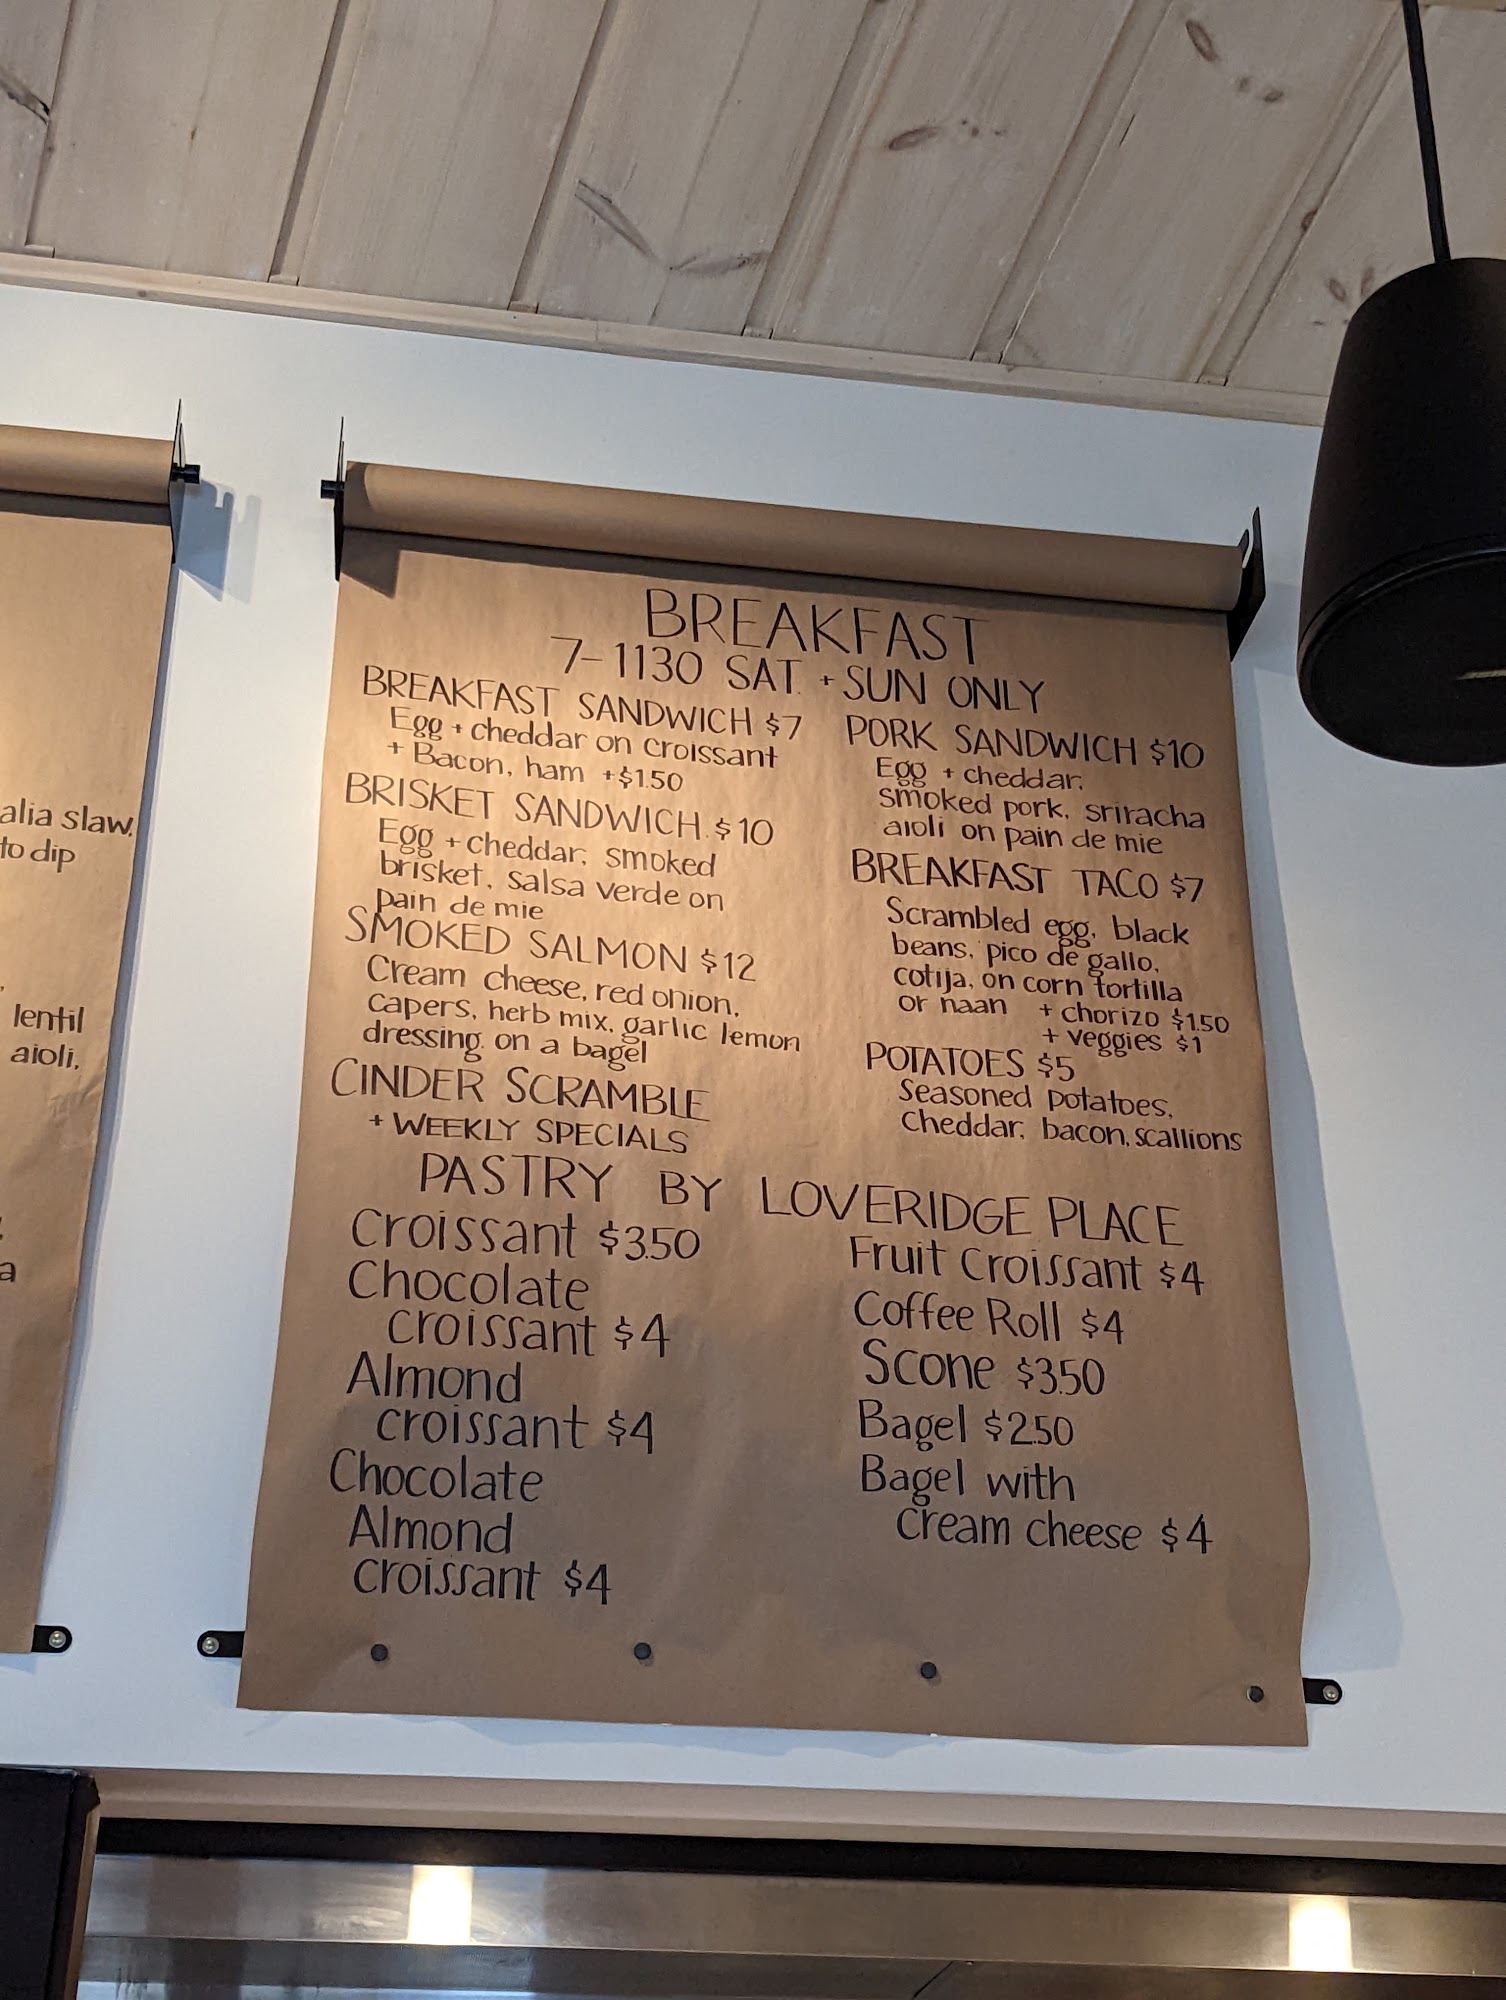 alia slaw,
to dip
lentil
aioli,
a
BREAKFAST
7-1130 SAT. + SUN ONLY
BREAKFAST SANDWICH $7
Egg + cheddar on croissant
+ Bacon, ham +$1.50
BRISKET SANDWICH $10
Egg + cheddar, smoked
brisket, salsa verde on
pain de mie
SMOKED SALMON $12
Cream cheese, red onion,
capers, herb mix, garlic lemon
dressing on a bagel
CINDER SCRAMBLE
+ WEEKLY SPECIALS
PORK SANDWICH $10
Egg + cheddar,
smoked pork, sriracha
aioli on pain de mie
BREAKFAST TACO $7
Scrambled egg, black
beans, pico de gallo,
cotija, on corn tortilla
or naan + chorizo $1.50
+ veggies $1
POTATOES $5
Seasoned potatoes,
Cheddar, bacon, scallions
PASTRY BY LOVERIDGE PLACE
Croissant $3.50
Chocolate
croissant $4
Almond
croissant $4
Chocolate
Almond
croissant $4
Fruit Croissant $4
Coffee Roll $4
Scone $3.50
Bagel $2.50
Bagel with
Cream cheese $4